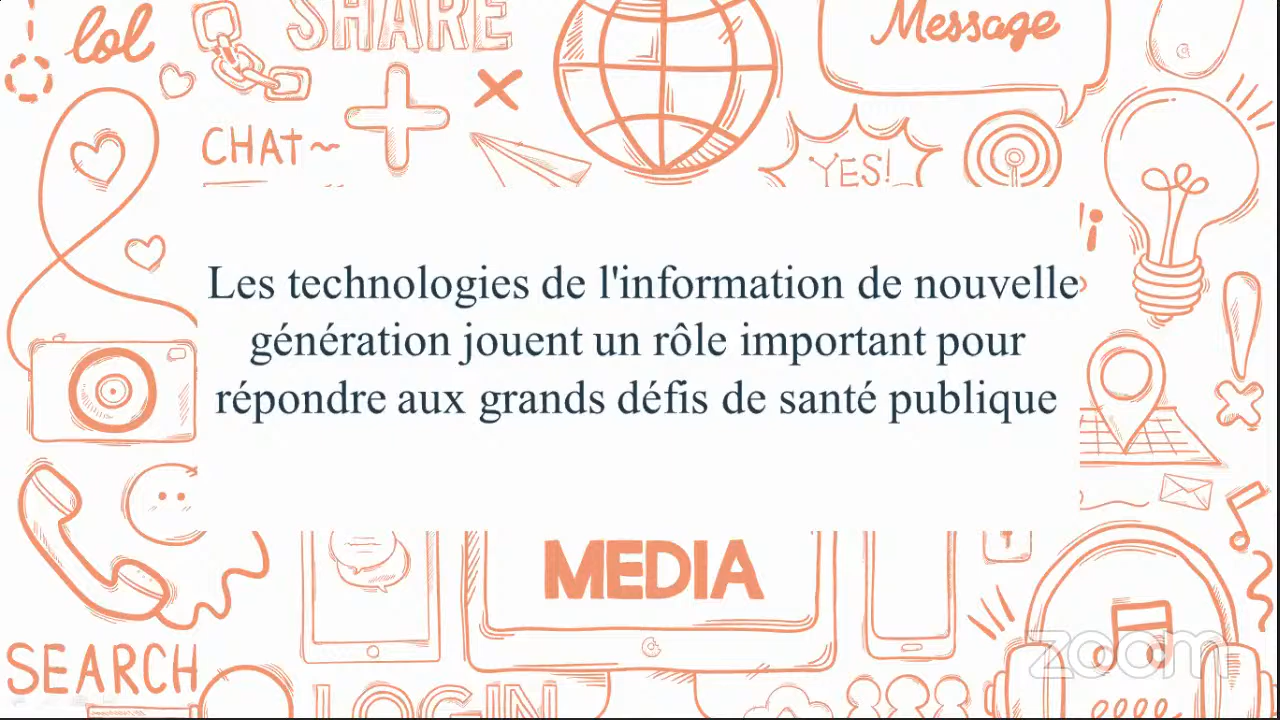 lol
SHARE
Message
CHAT~
YES!
Les technologies de l'information de nouvelle
génération jouent un rôle important pour
répondre aux grands défis de santé publique
MEDIA
SEARCH
LOGIN
zoom